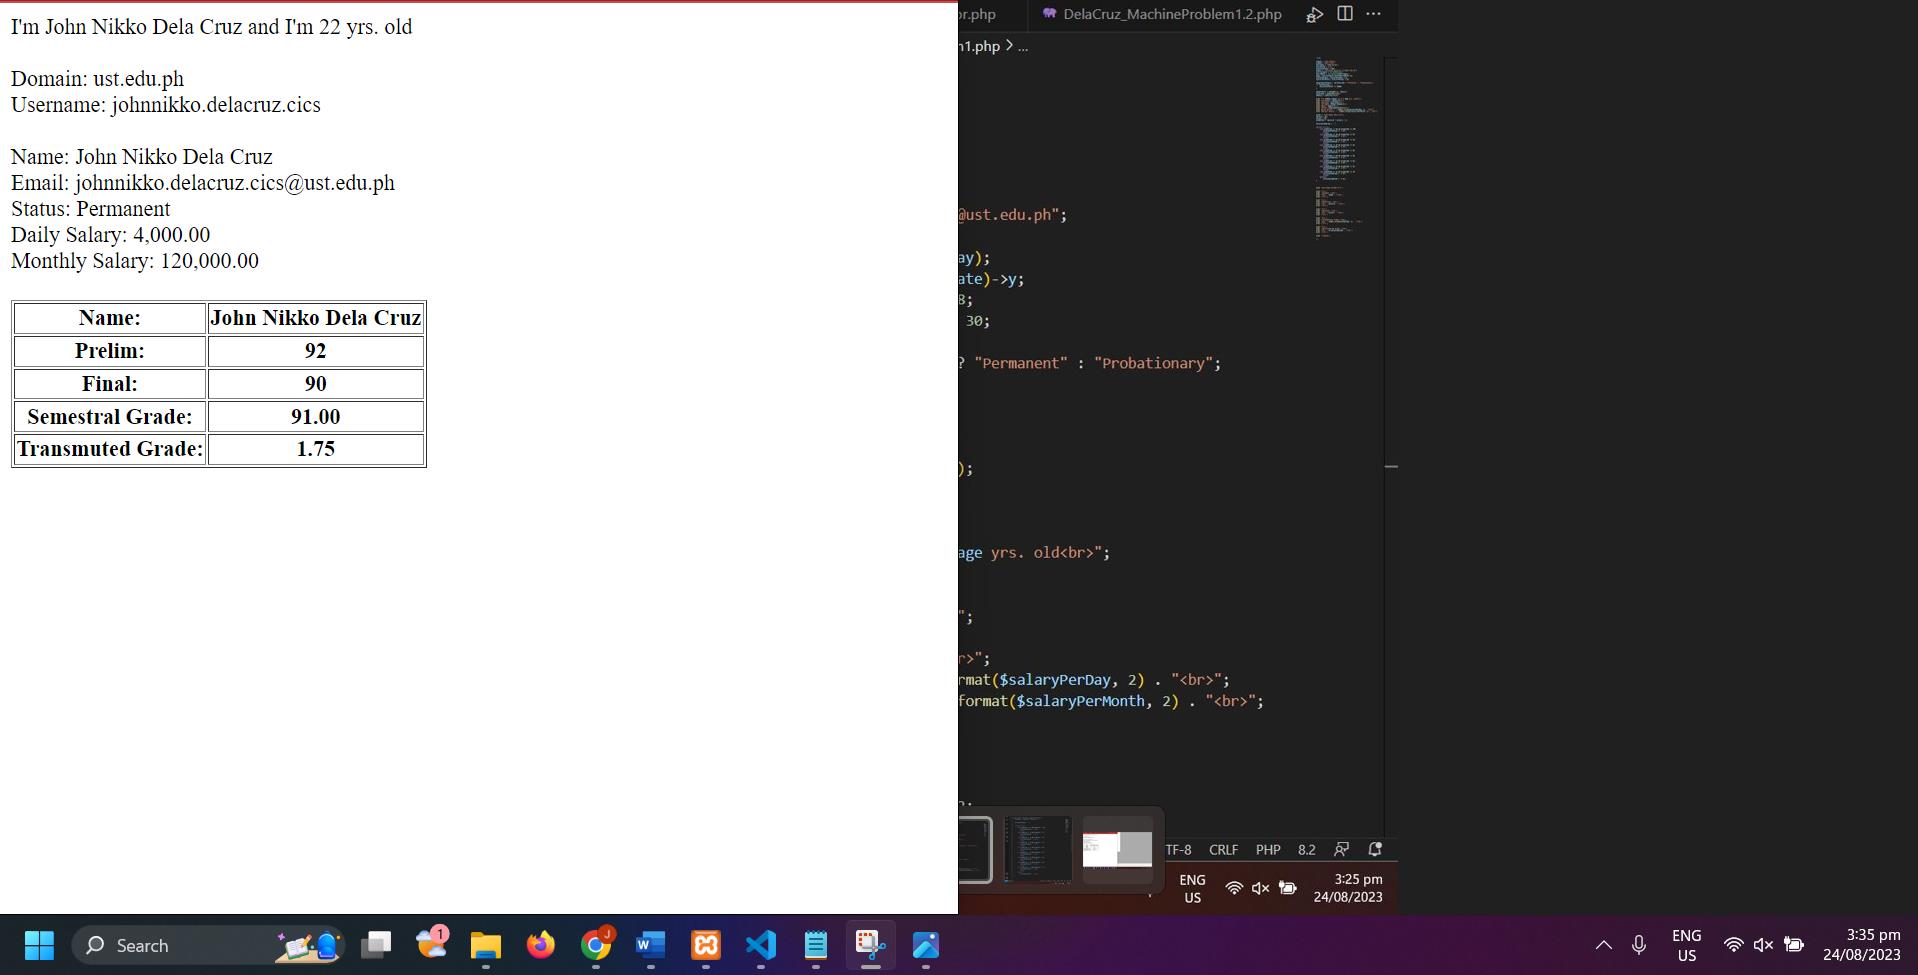 I'm John Nikko Dela Cruz and I'm 22 yrs. old
Domain: ust.edu.ph
Username: johnnikko.delacruz.cics
Name: John Nikko Dela Cruz
Email: johnnikko.delacruz.cics@ust.edu.ph
Status: Permanent
Daily Salary: 4,000.00
Monthly Salary: 120,000.00
Name: John Nikko Dela Cruz
Prelim: 92
Final: 90
Semestral Grade: 91.00
Transmuted Grade: 1.75
or.php DelaCruz_MachineProblem1.2.php ...
n1.php > ...
@ust.edu.ph";
ay);
ate)->y;
8;
30;
? "Permanent" : "Probationary";
);
age yrs. old<br>";
";
r>";
rmat($salaryPerDay, 2) . "<br>";
format($salaryPerMonth, 2) . "<br>";
TF-8 CRLF PHP 8.2
ENG
US
3:25 pm
24/08/2023
Search
1
J
W
ENG
US
3:35 pm
24/08/2023